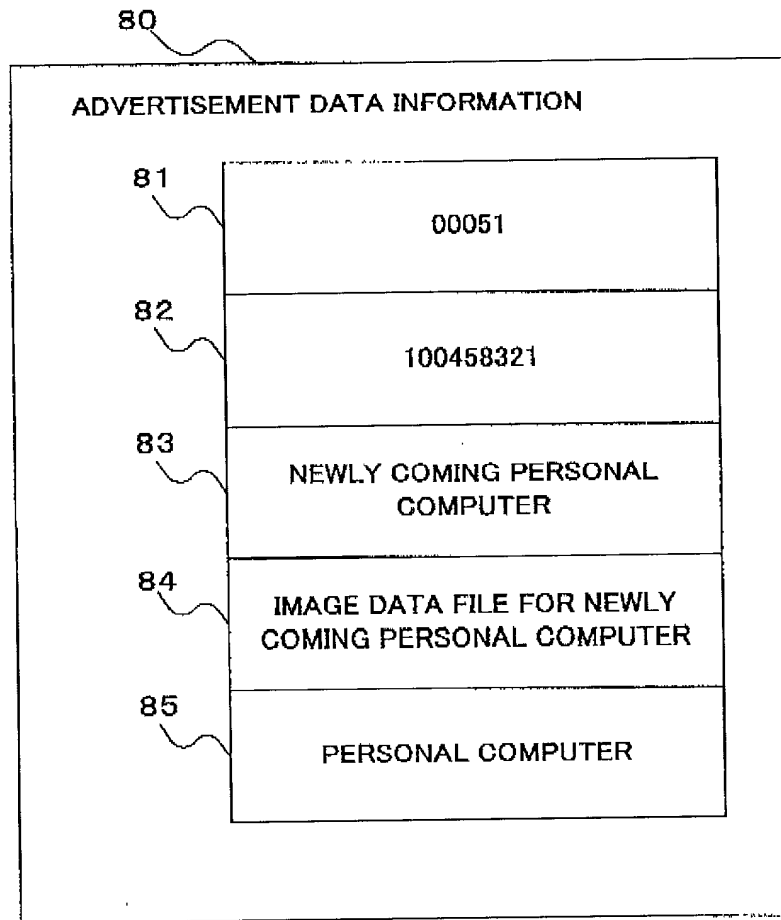 80
ADVERTISEMENT DATA INFORMATION
81
00051
82
100458321
83
NEWLY COMING PERSONAL
COMPUTER
84
IMAGE DATA FILE FOR NEWLY
COMING PERSONAL COMPUTER
85
PERSONAL COMPUTER